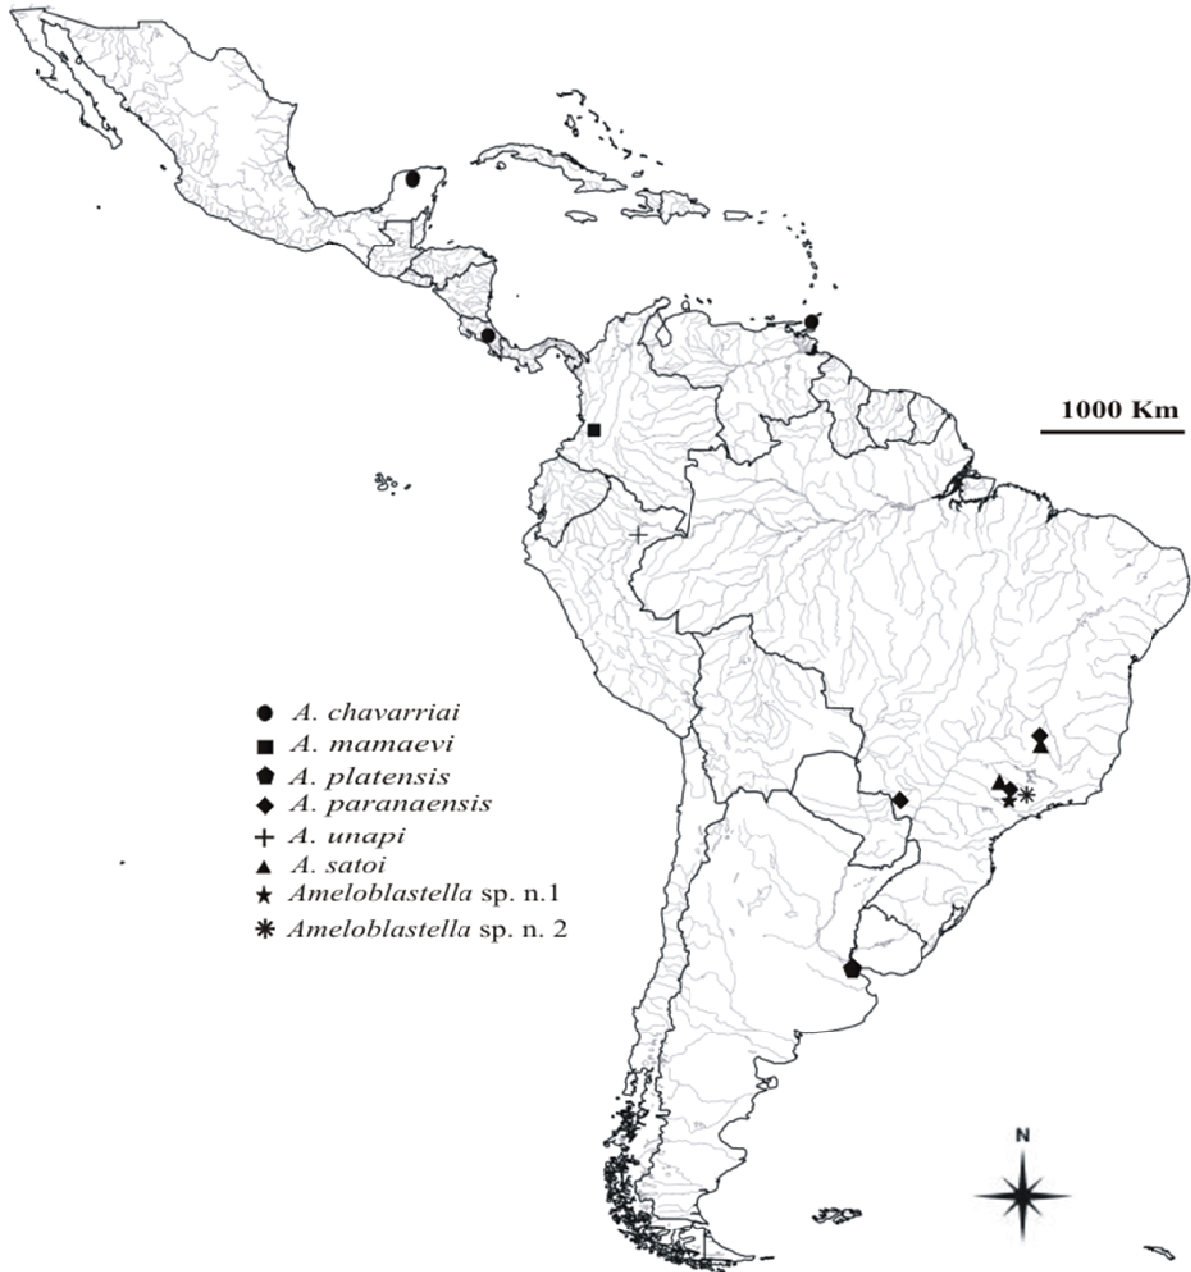 1000 Km
A. chavarriai
A. mamaevi
A. platensis
A. paranaensis
A. unapi
A. satoi
Ameloblastella sp. n.1
Ameloblastella sp. n. 2
N